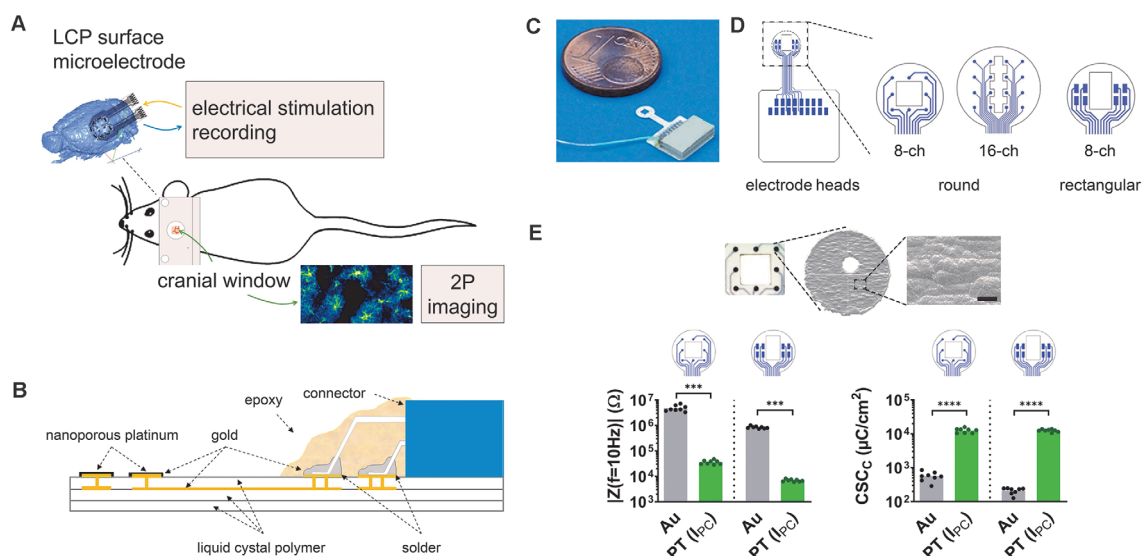 A
LCP surface
microelectrode
electrical stimulation
recording
cranial window
2P
imaging
B
connector
epoxy
nanoporous platinum
gold
liquid cystal polymer
solder
C
1
D
8-ch
16-ch
8-ch
electrode heads
round
rectangular
E
|Z(f=10Hz)| (Ω)
10^7
10^6
10^5
10^4
10^3
***
***
Au
PT (I_PC)
Au
PT (I_PC)
CSC_C (µC/cm^2)
10^5
10^4
10^3
10^2
****
****
Au
PT (I_PC)
Au
PT (I_PC)